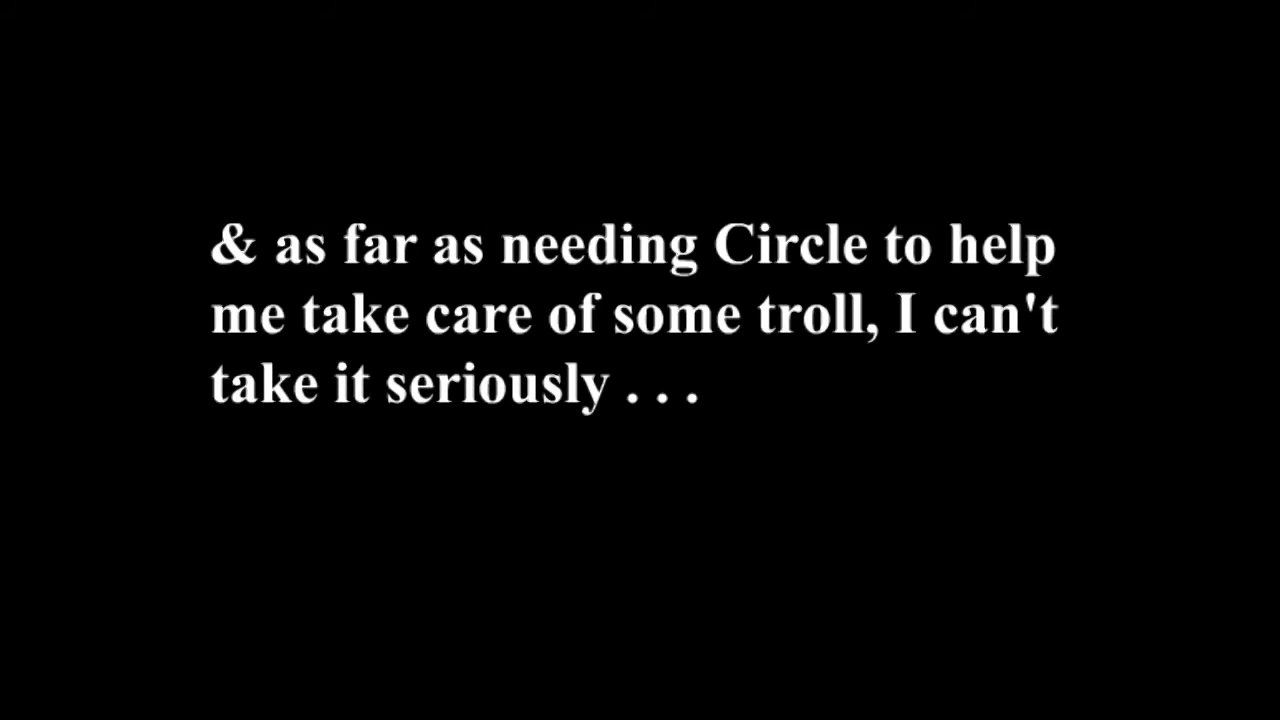 & as far as needing Circle to help
me take care of some troll, I can't
take it seriously . . .